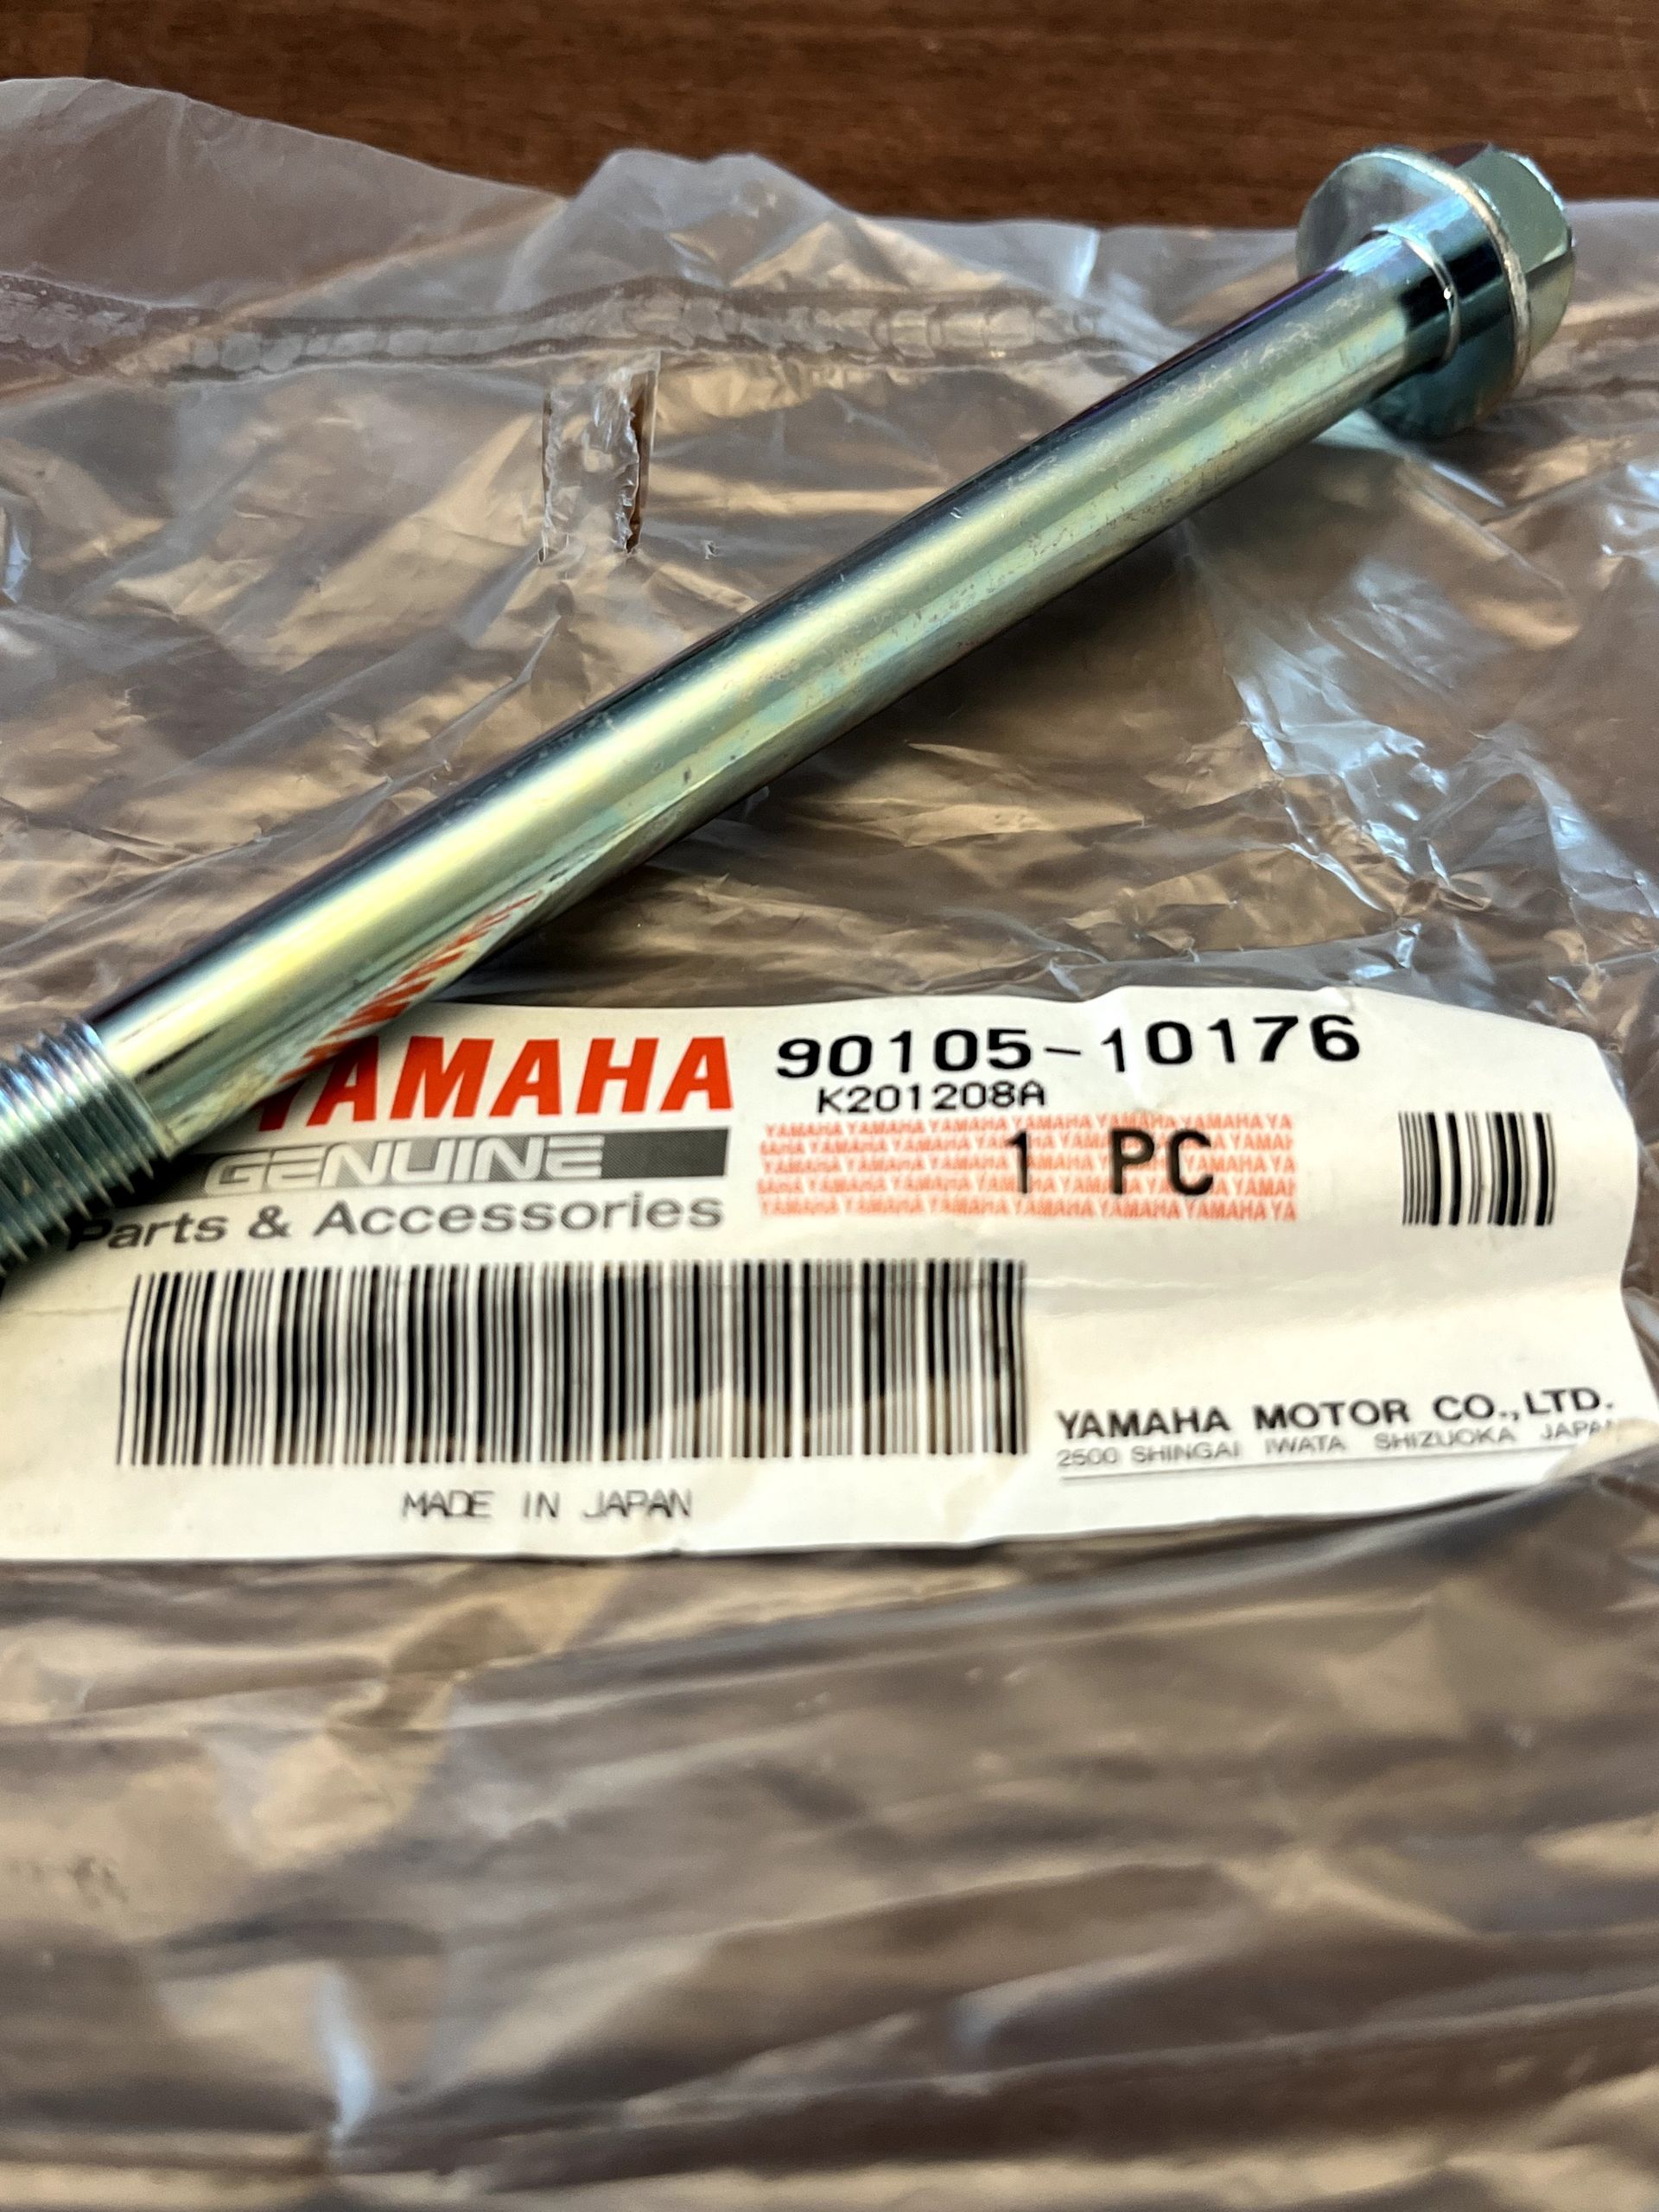 YAMAHA
GENUINE
Parts & Accessories
90105-10176
K201208A
1 PC
MADE IN JAPAN
YAMAHA MOTOR CO.,LTD.
2500 SHINGAI IWATA SHIZUOKA JAPAN